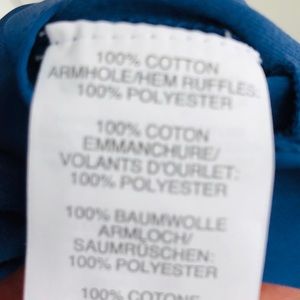 100% COTTON
ARMHOLE/HEM RUFFLES:
100% POLYESTER
100% COTON
EMMANCHURE/
VOLANTS D'OURLET:
100% POLYESTER
100% BAUMWOLLE
ARMLOCH/
SAUMRÜSCHEN:
100% POLYESTER
100% COTONE